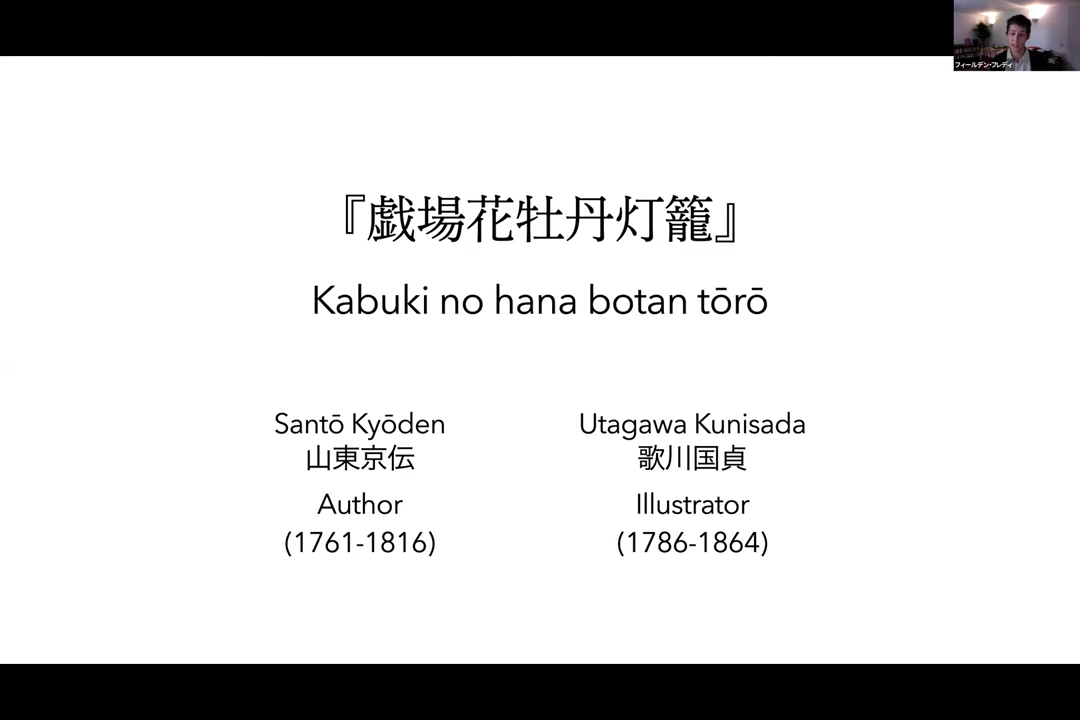 フィールデン・フレディ
『戯場花牡丹灯籠』
Kabuki no hana botan tōrō
Santō Kyōden
山東京伝
Author
(1761-1816)
Utagawa Kunisada
歌川国貞
Illustrator
(1786-1864)